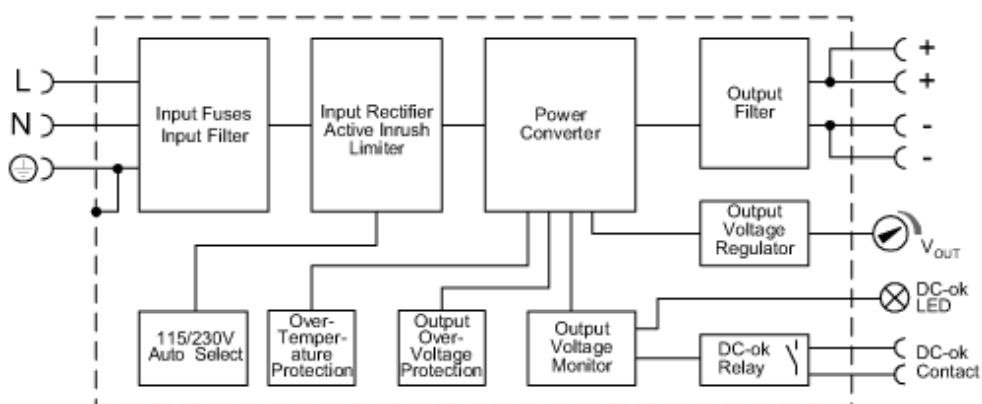 L
N
Input Fuses
Input Filter
Input Rectifier
Active Inrush
Limiter
Power
Converter
Output
Filter
+
+
-
-
Output
Voltage
Regulator
VOUT
115/230V
Auto Select
Over-
Temper-
ature
Protection
Output
Over-
Voltage
Protection
Output
Voltage
Monitor
DC-ok
Relay
DC-ok
LED
DC-ok
Contact